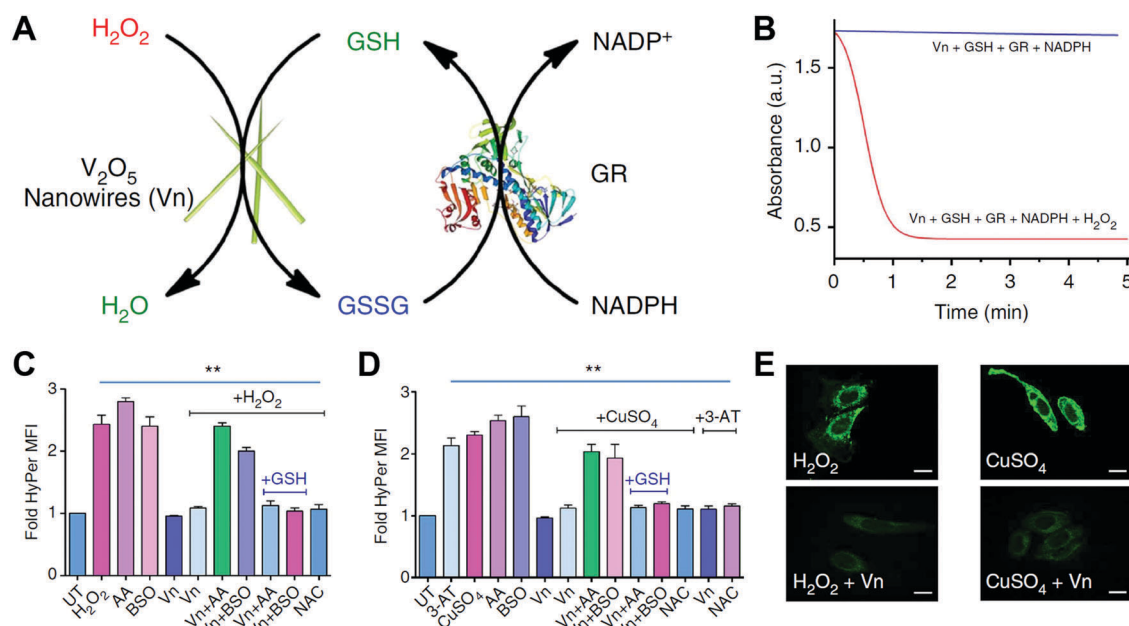 A
H₂O₂
GSH
NADP⁺
V₂O₅
Nanowires (Vn)
GR
H₂O
GSSG
NADPH
B
Absorbance (a.u.)
1.5
1.0
0.5
Vn + GSH + GR + NADPH
Vn + GSH + GR + NADPH + H₂O₂
0 1 2 3 4 5
Time (min)
C
**
+H₂O₂
+GSH
Fold HyPer MFI
3
2
1
0
UT
H₂O₂
AA
BSO
Vn
Vn
Vn+AA
Vn+BSO
Vn+AA
Vn+BSO
NAC
D
**
+CuSO₄
+3-AT
+GSH
Fold HyPer MFI
3
2
1
0
UT
3-AT
CuSO₄
AA
BSO
Vn
Vn
Vn+AA
Vn+BSO
Vn+AA
Vn+BSO
NAC
Vn
NAC
E
H₂O₂
CuSO₄
H₂O₂ + Vn
CuSO₄ + Vn